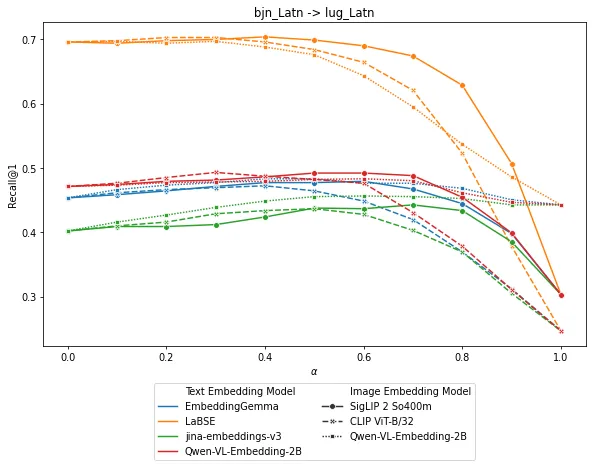 bjn_Latn -> lug_Latn
Recall@1
0.7
0.6
0.5
0.4
0.3
0.0
0.2
0.4
0.6
0.8
1.0
α
Text Embedding Model
EmbeddingGemma
LaBSE
jina-embeddings-v3
Qwen-VL-Embedding-2B
Image Embedding Model
SigLIP 2 So400m
CLIP ViT-B/32
Qwen-VL-Embedding-2B